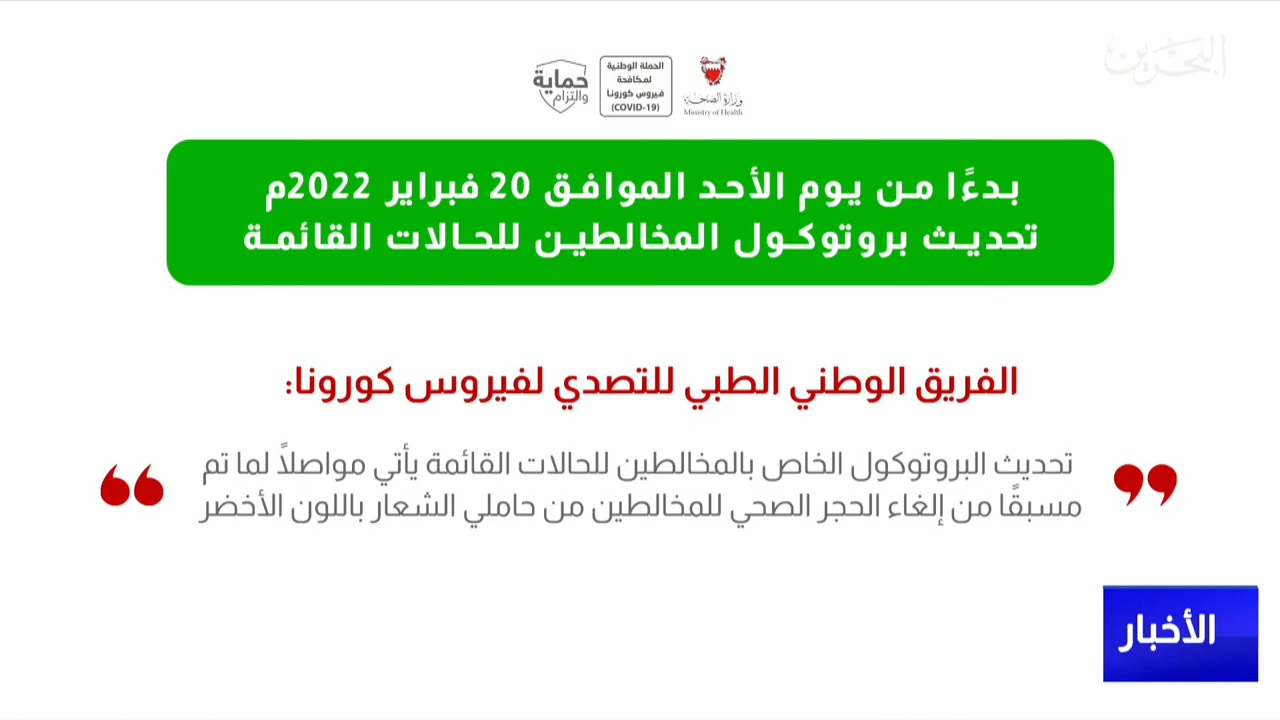 البحرين
وزارة الصحة
Ministry of Health
الحملة الوطنية
لمكافحة
فيروس كورونا
(COVID-19)
حماية
والتزام
بدءًا من يوم الأحد الموافق 20 فبراير 2022م
تحديث بروتوكول المخالطين للحالات القائمة
الفريق الوطني الطبي للتصدي لفيروس كورونا:
تحديث البروتوكول الخاص بالمخالطين للحالات القائمة يأتي مواصلاً لما تم
مسبقًا من إلغاء الحجر الصحي للمخالطين من حاملي الشعار باللون الأخضر
الأخبار